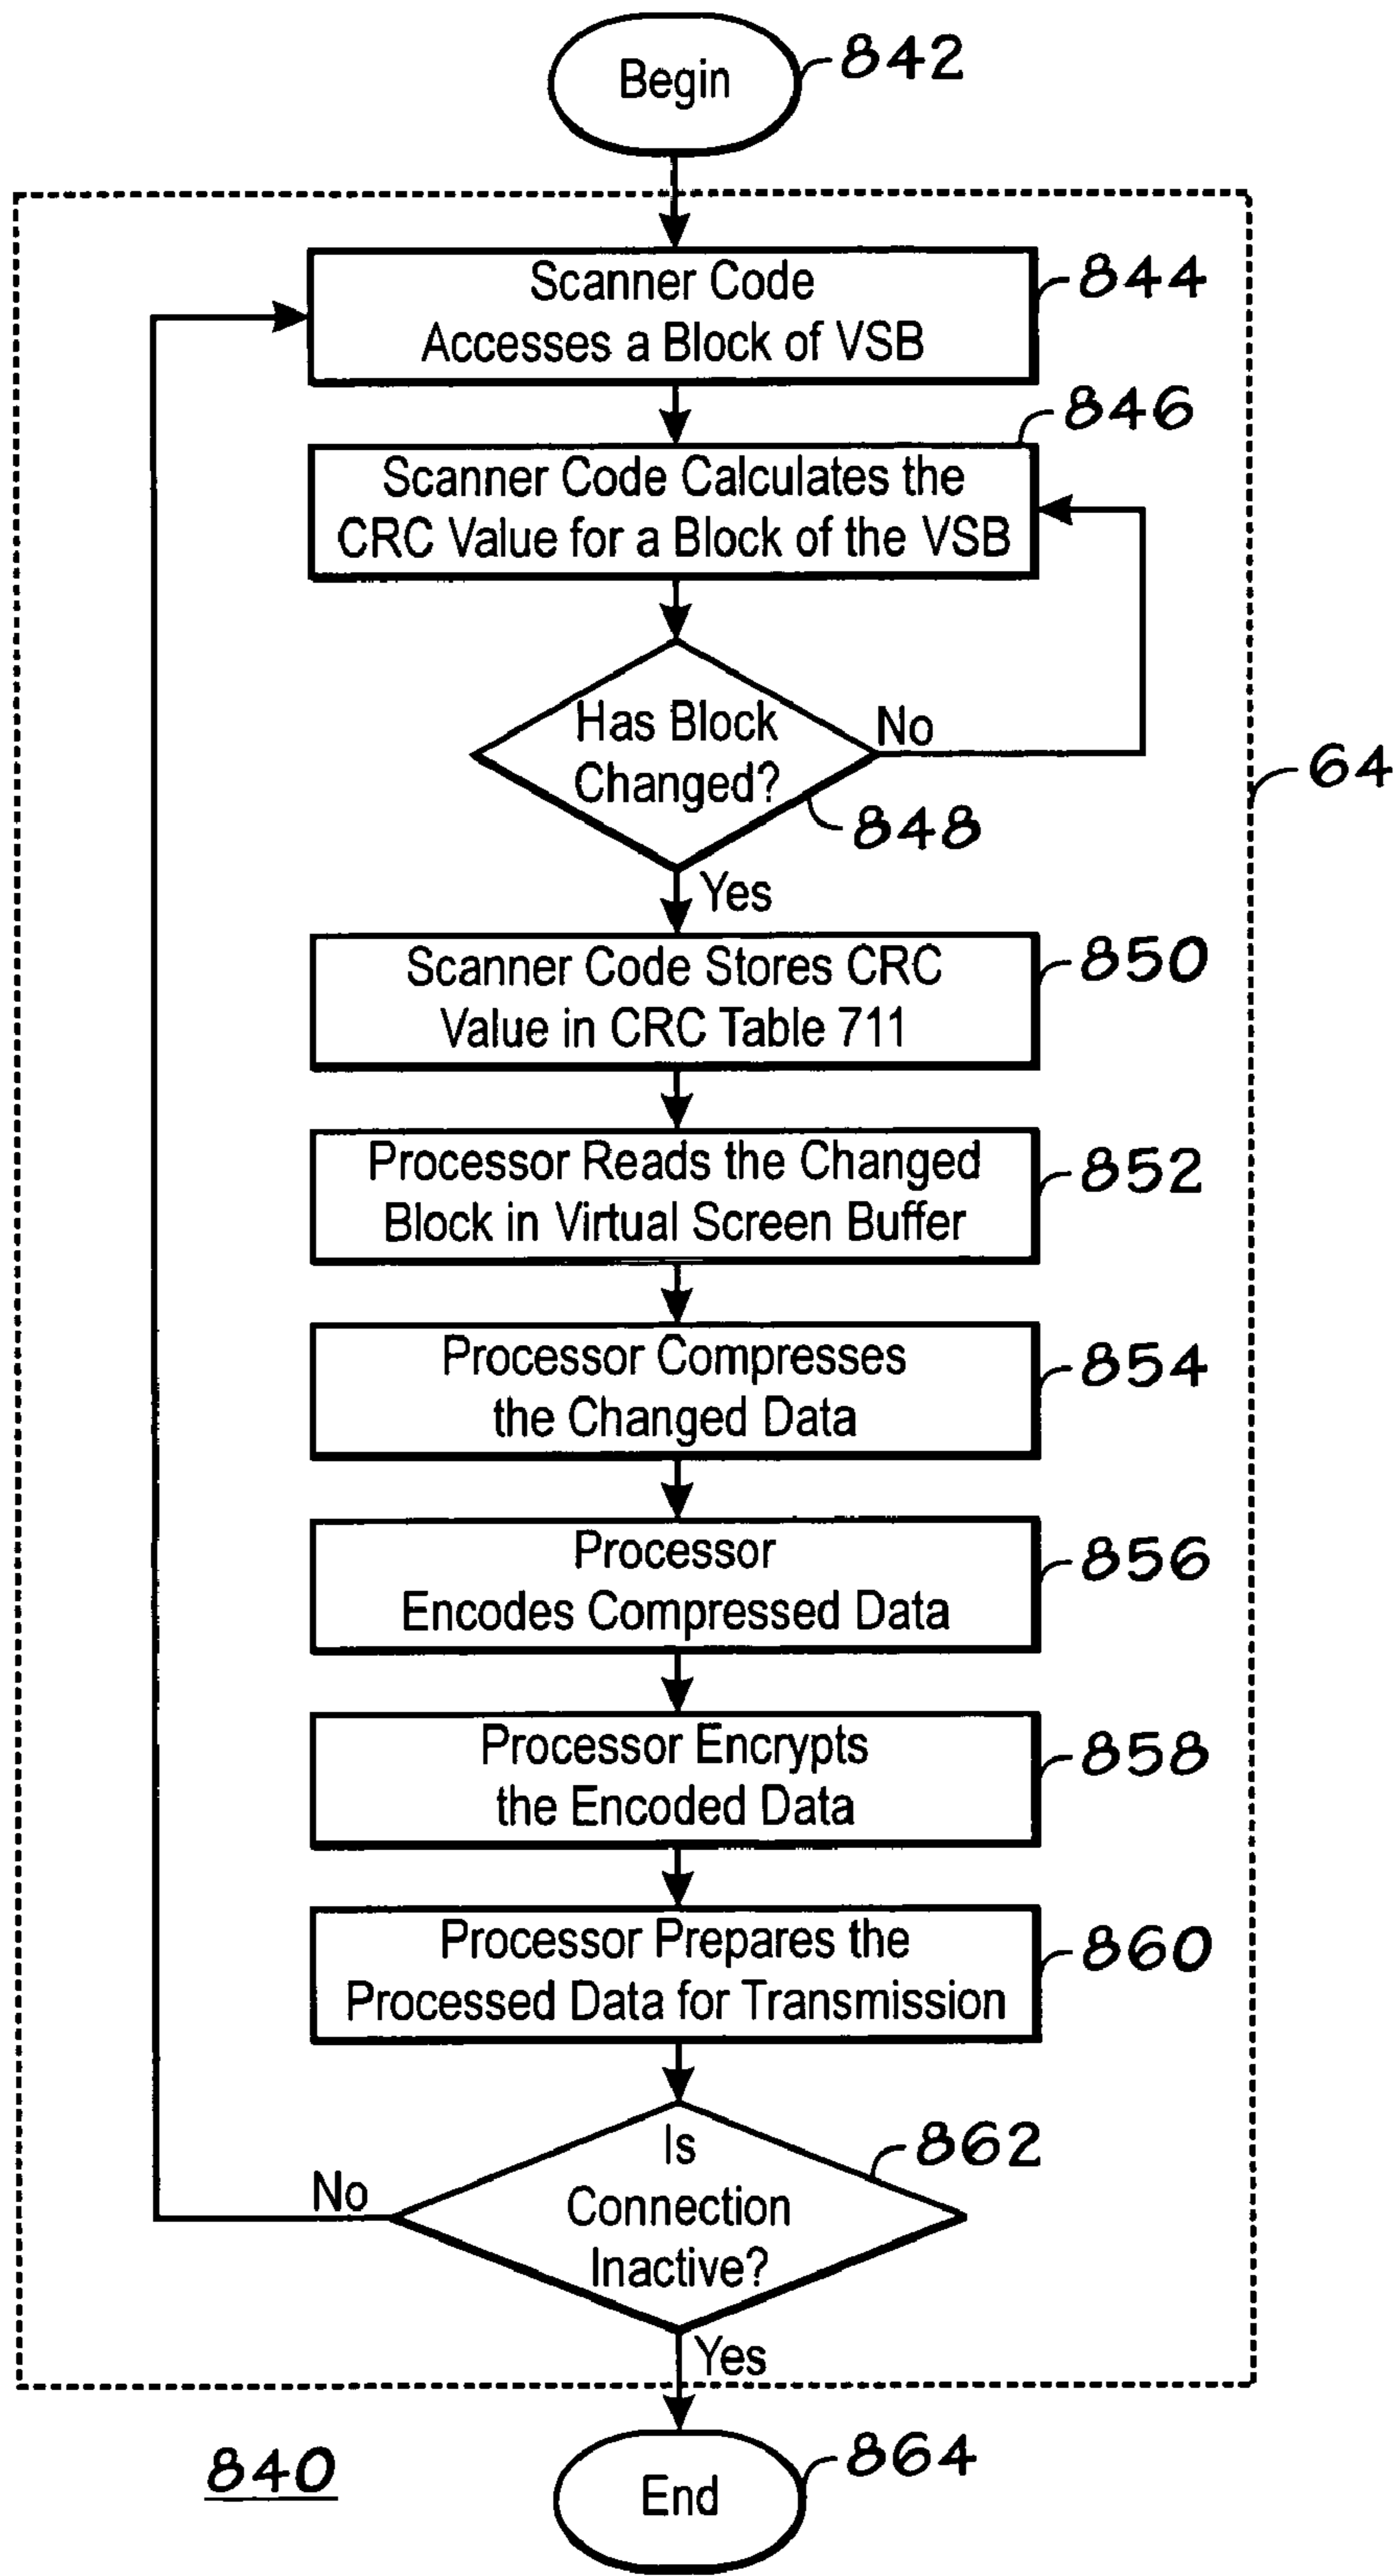 Begin
842
Scanner Code
Accesses a Block of VSB
844
846
Scanner Code Calculates the
CRC Value for a Block of the VSB
Has Block
Changed?
No
848
64
Yes
Scanner Code Stores CRC
Value in CRC Table 711
850
Processor Reads the Changed
Block in Virtual Screen Buffer
852
Processor Compresses
the Changed Data
854
Processor
Encodes Compressed Data
856
Processor Encrypts
the Encoded Data
858
Processor Prepares the
Processed Data for Transmission
860
Is
Connection
Inactive?
862
No
Yes
840
End
864